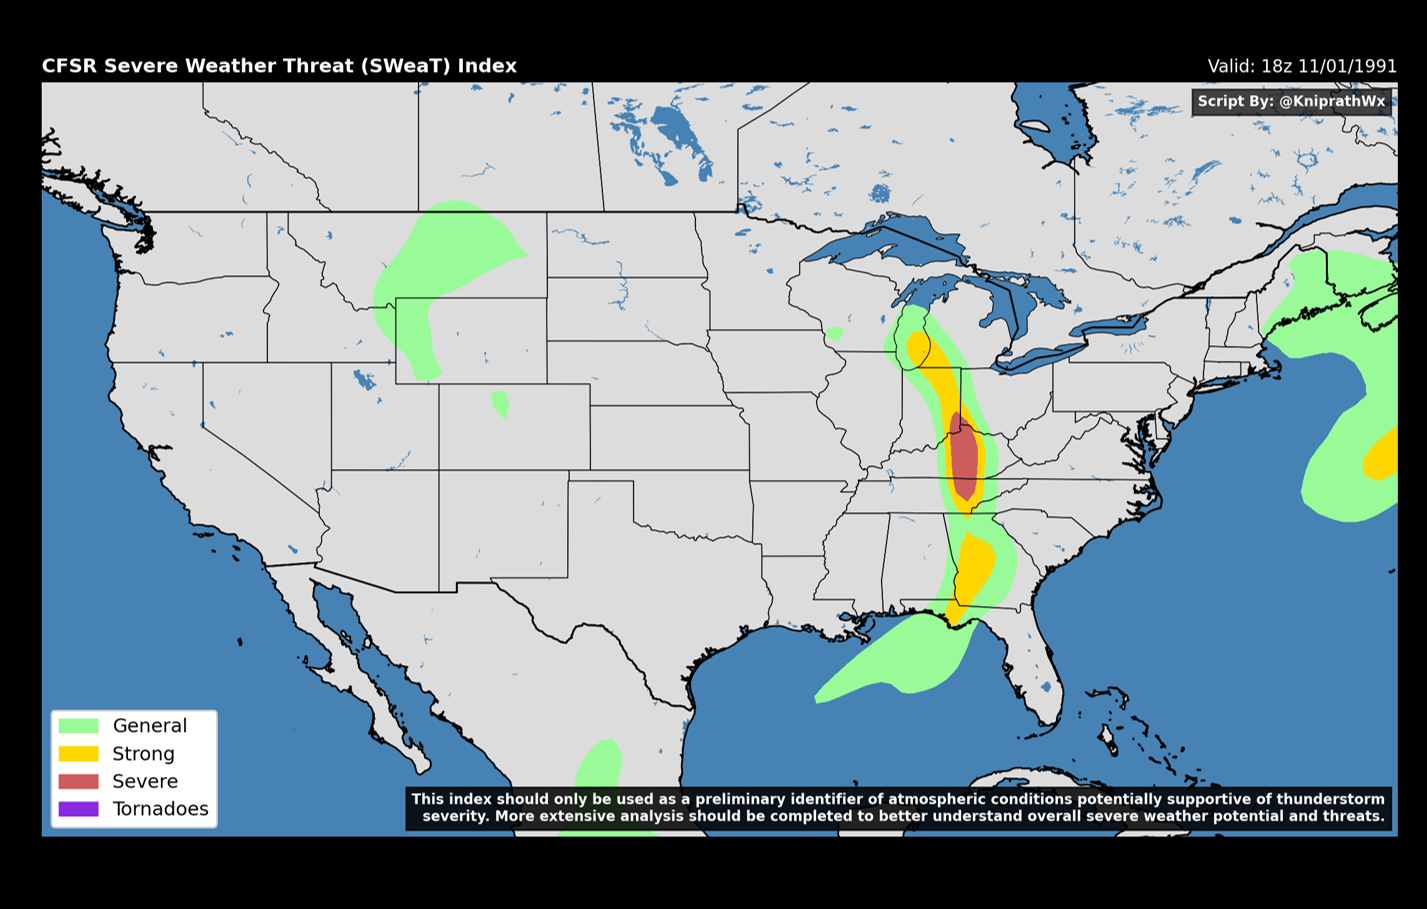 CFSR Severe Weather Threat (SWeaT) Index
Valid: 18z 11/01/1991
Script By: @KniprathWx
General
Strong
Severe
Tornadoes
This index should only be used as a preliminary identifier of atmospheric conditions potentially supportive of thunderstorm
severity. More extensive analysis should be completed to better understand overall severe weather potential and threats.